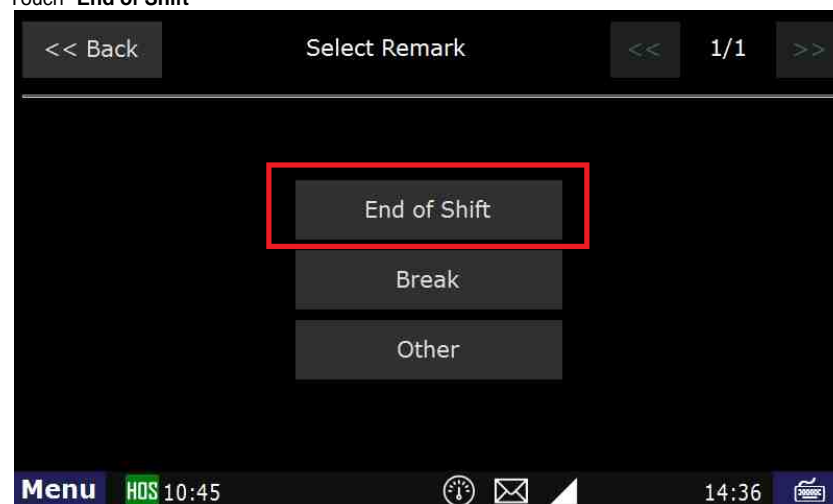 Touch "End of Shift"
<< Back Select Remark << 1/1 >>
End of Shift
Break
Other
Menu HOS 10:45 14:36